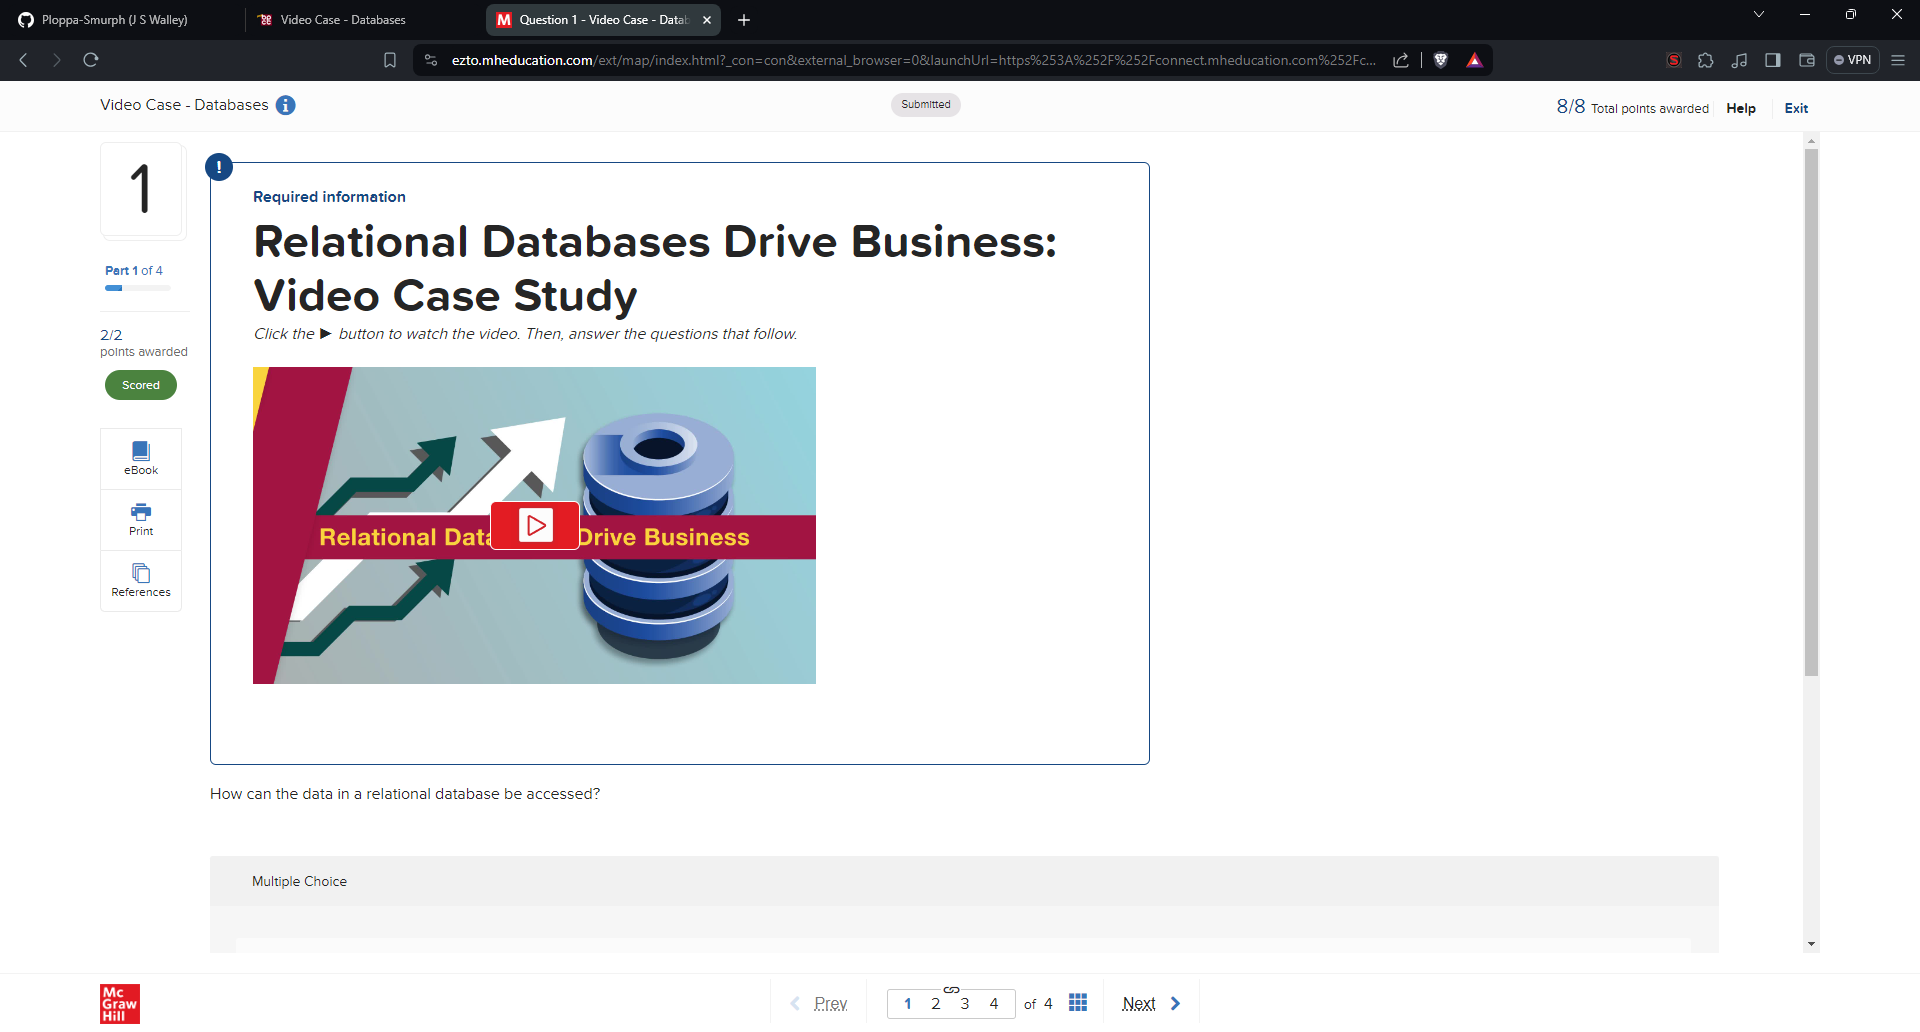 Ploppa-Smurph (J S Walley)
Video Case - Databases
Question 1 - Video Case - Datab
ezto.mheducation.com/ext/map/index.html?_con=con&external_browser=0&launchUrl=https%253A%252F%252Fconnect.mheducation.com%252Fc...
VPN
Video Case - Databases
Submitted
8/8 Total points awarded
Help
Exit
1
Part 1 of 4
2/2
points awarded
Scored
eBook
Print
References
!
Required information
Relational Databases Drive Business:
Video Case Study
Click the ► button to watch the video. Then, answer the questions that follow.
Relational Data Drive Business
How can the data in a relational database be accessed?
Multiple Choice
Mc
Graw
Hill
Prev
1 2 3 4 of 4
Next